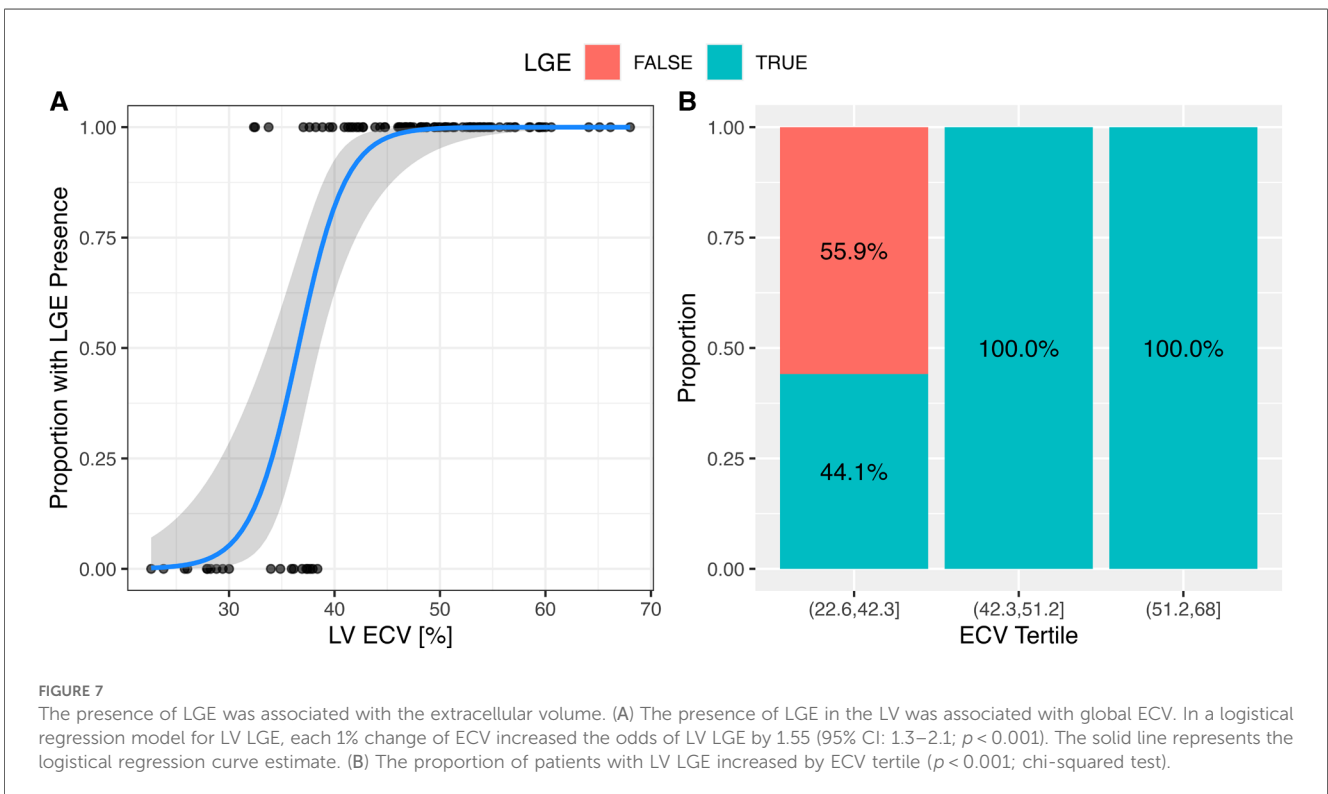 LGE FALSE TRUE
A
Proportion with LGE Presence
1.00
0.75
0.50
0.25
0.00
30 40 50 60 70
LV ECV [%]
B
Proportion
1.00
0.75
0.50
0.25
0.00
55.9%
44.1%
100.0%
100.0%
(22.6,42.3] (42.3,51.2] (51.2,68]
ECV Tertile
FIGURE 7
The presence of LGE was associated with the extracellular volume. (A) The presence of LGE in the LV was associated with global ECV. In a logistical
regression model for LV LGE, each 1% change of ECV increased the odds of LV LGE by 1.55 (95% CI: 1.3–2.1; p < 0.001). The solid line represents the
logistical regression curve estimate. (B) The proportion of patients with LV LGE increased by ECV tertile (p < 0.001; chi-squared test).